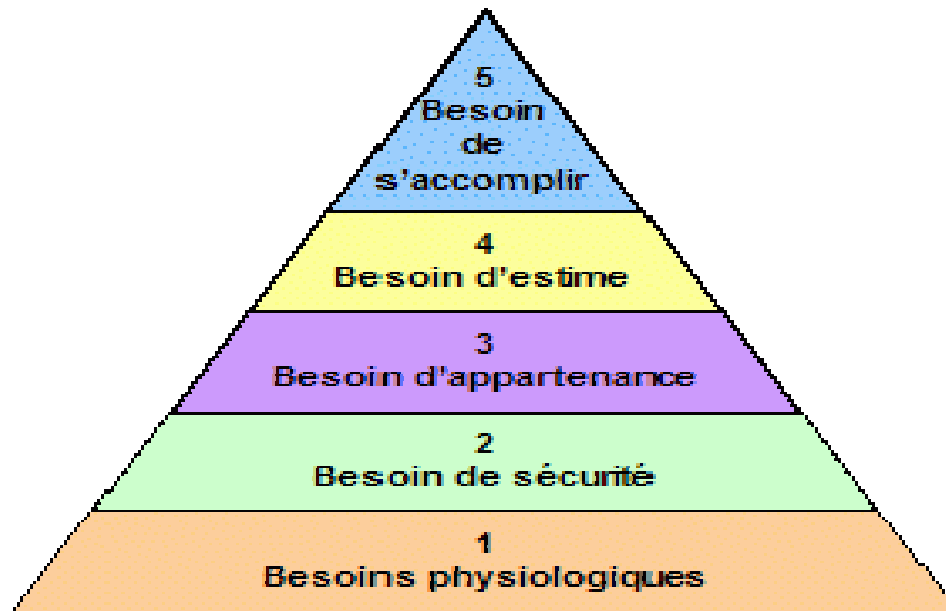 5
Besoin
de
s'accomplir
4
Besoin d'estime
3
Besoin d'appartenance
2
Besoin de sécurité
1
Besoins physiologiques